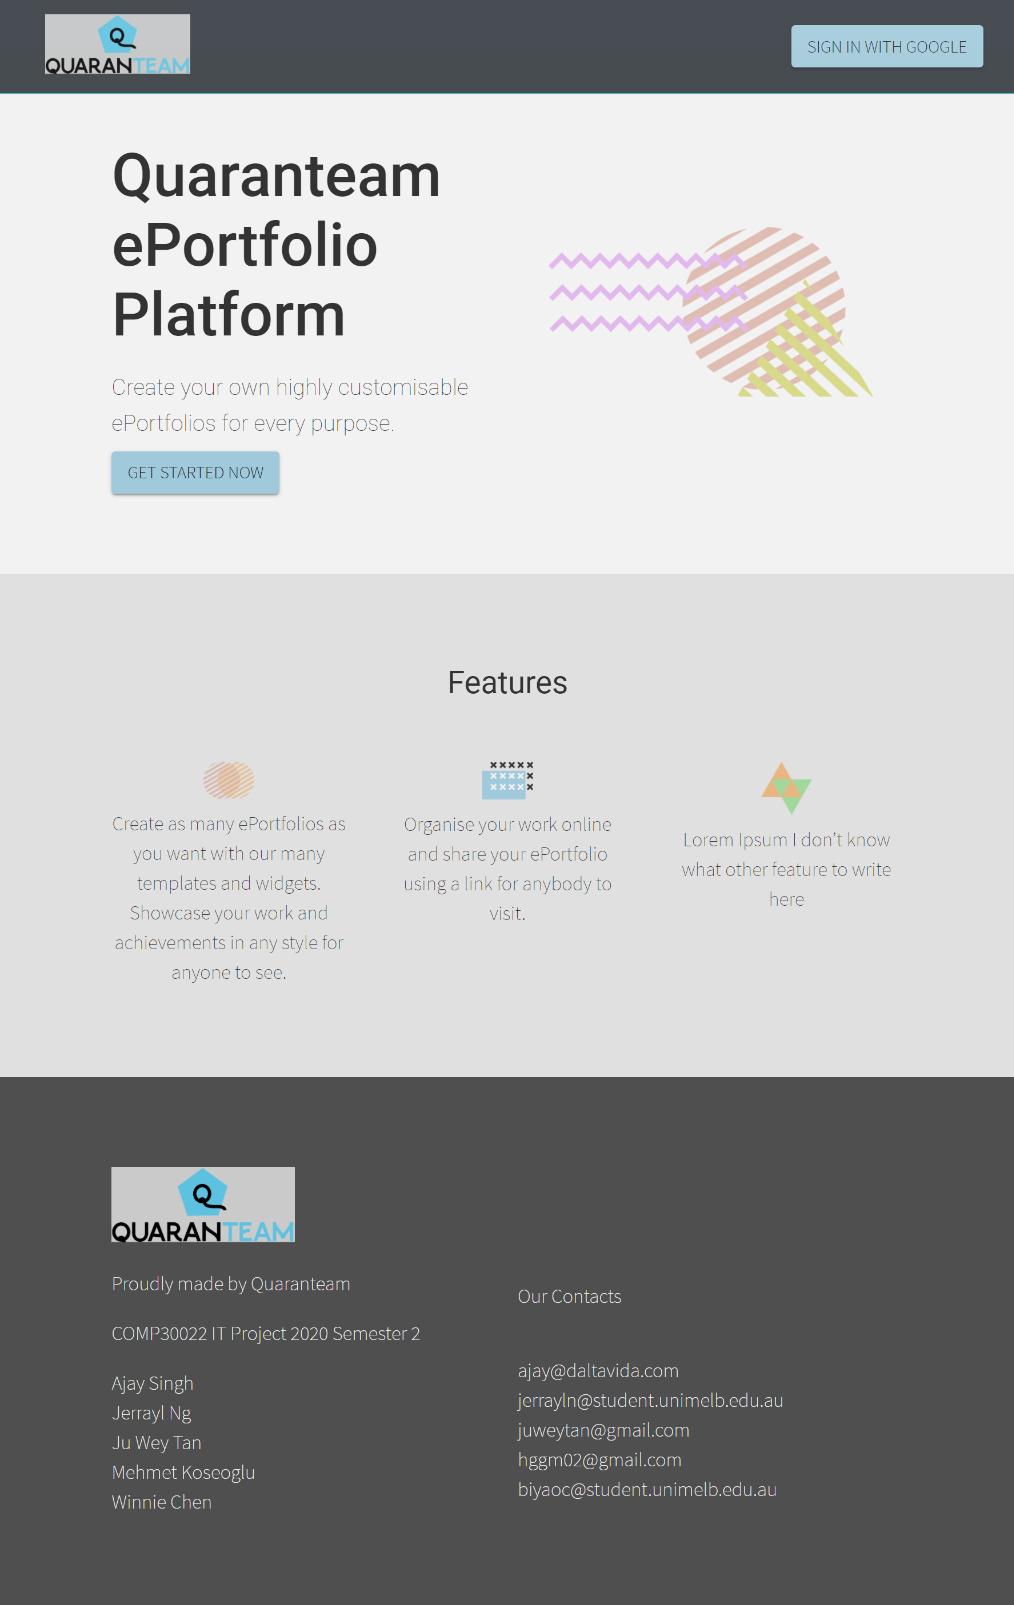 Q
QUARANTEAM
SIGN IN WITH GOOGLE
Quaranteam
ePortfolio
Platform
Create your own highly customisable
ePortfolios for every purpose.
GET STARTED NOW
Features
Create as many ePortfolios as
you want with our many
templates and widgets.
Showcase your work and
achievements in any style for
anyone to see.
Organise your work online
and share your ePortfolio
using a link for anybody to
visit.
Lorem Ipsum I don't know
what other feature to write
here
Q
QUARANTEAM
Proudly made by Quaranteam
COMP30022 IT Project 2020 Semester 2
Ajay Singh
Jerrayl Ng
Ju Wey Tan
Mehmet Koseoglu
Winnie Chen
Our Contacts
ajay@daltavida.com
jerrayln@student.unimelb.edu.au
juweytan@gmail.com
hggm02@gmail.com
biyaoc@student.unimelb.edu.au